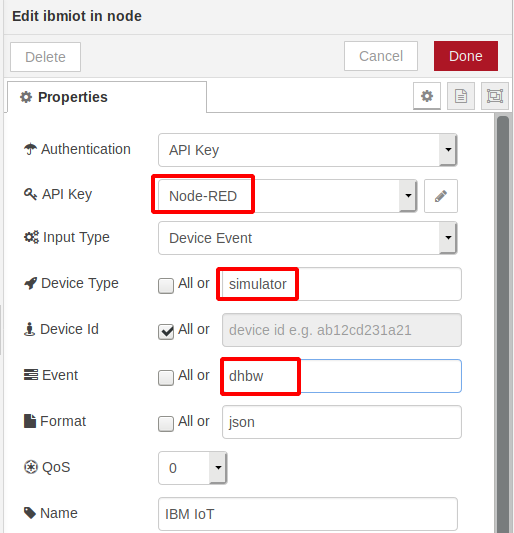 Edit ibmiot in node
Delete Cancel Done
Properties
Authentication API Key
API Key Node-RED
Input Type Device Event
Device Type All or simulator
Device Id All or device id e.g. ab12cd231a21
Event All or dhbw
Format All or json
QoS 0
Name IBM IoT